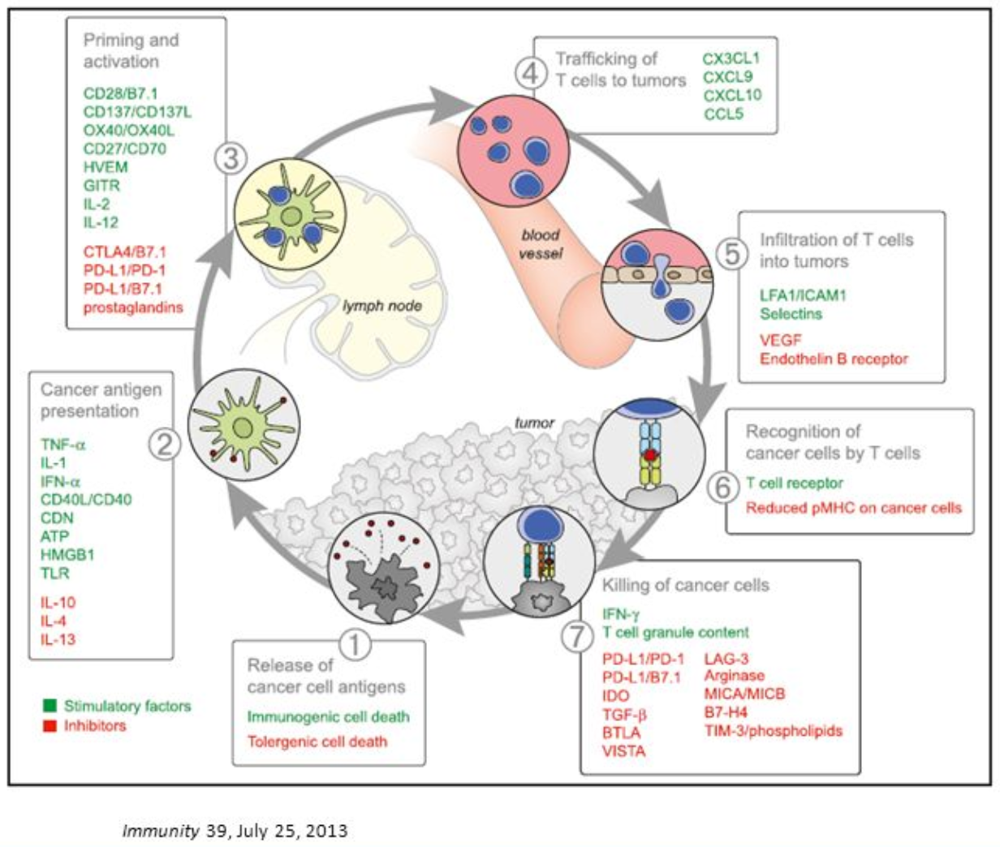 Priming and
activation
CD28/B7.1
CD137/CD137L
OX40/OX40L
CD27/CD70
HVEM
GITR
IL-2
IL-12
CTLA4/B7.1
PD-L1/PD-1
PD-L1/B7.1
prostaglandins
3
4
Trafficking of
T cells to tumors
CX3CL1
CXCL9
CXCL10
CCL5
blood
vessel
lymph node
5
Infiltration of T cells
into tumors
LFA1/ICAM1
Selectins
VEGF
Endothelin B receptor
Cancer antigen
presentation
TNF-α
IL-1
IFN-α
CD40L/CD40
CDN
ATP
HMGB1
TLR
IL-10
IL-4
IL-13
2
tumor
6
Recognition of
cancer cells by T cells
T cell receptor
Reduced pMHC on cancer cells
7
Killing of cancer cells
IFN-γ
T cell granule content
PD-L1/PD-1 LAG-3
PD-L1/B7.1 Arginase
IDO MICA/MICB
TGF-β B7-H4
BTLA TIM-3/phospholipids
VISTA
1
Release of
cancer cell antigens
Immunogenic cell death
Tolergenic cell death
Stimulatory factors
Inhibitors
Immunity 39, July 25, 2013